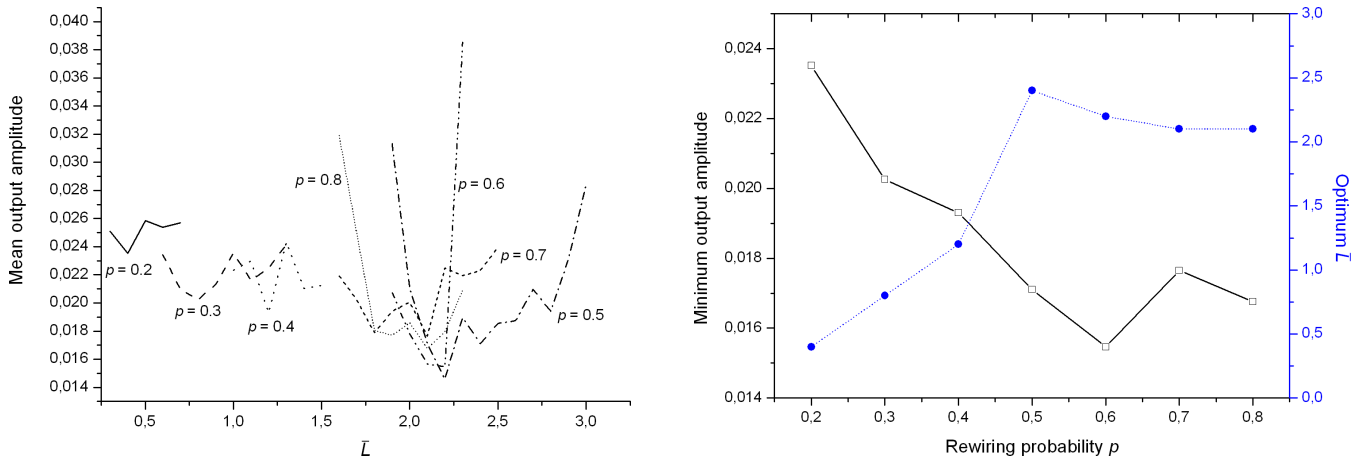 Mean output amplitude
0,040
0,038
0,036
0,034
0,032
0,030
0,028
0,026
0,024
0,022
0,020
0,018
0,016
0,014
p = 0.2
p = 0.3
p = 0.4
p = 0.8
p = 0.6
p = 0.7
p = 0.5
0,5 1,0 1,5 2,0 2,5 3,0
L̄
Minimum output amplitude
0,024
0,022
0,020
0,018
0,016
0,014
3,0
2,5
2,0
1,5
1,0
0,5
0,0
Optimum L̄
0,2 0,3 0,4 0,5 0,6 0,7 0,8
Rewiring probability p